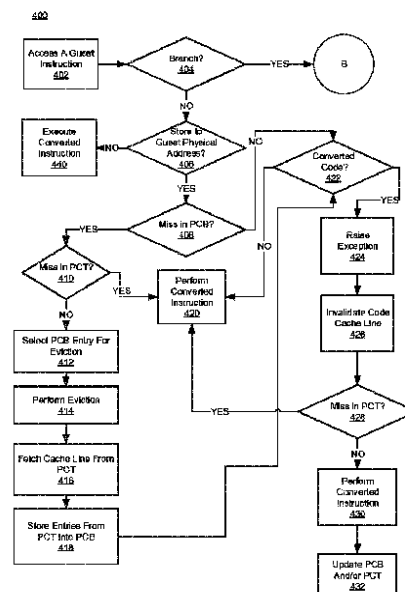 400
Access A Guest
Instruction
402
Branch?
404
YES
B
NO
Execute
Converted
Instruction
440
NO
Store to
Guest Physical
Address?
406
YES
NO
Converted
Code?
422
YES
Miss in PCB?
408
YES
NO
Raise
Exception
424
Miss in PCT?
410
YES
Perform
Converted
Instruction
420
NO
Invalidate Code
Cache Line
426
Select PCB Entry For
Eviction
412
Miss in PCT?
428
YES
Perform Eviction
414
NO
Fetch Cache Line From
PCT
416
Perform
Converted
Instruction
430
Store Entries From
PCT Into PCB
418
Update PCB
And/or PCT
432